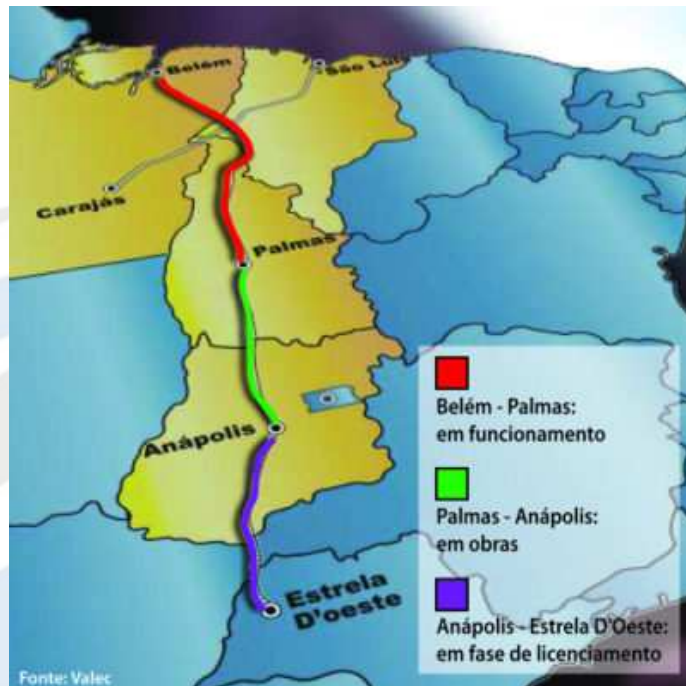 Belém
São Luís
Carajás
Palmas
Anápolis
Estrela
D'oeste
Belém - Palmas:
em funcionamento
Palmas - Anápolis:
em obras
Anápolis - Estrela D'Oeste:
em fase de licenciamento
Fonte: Valec